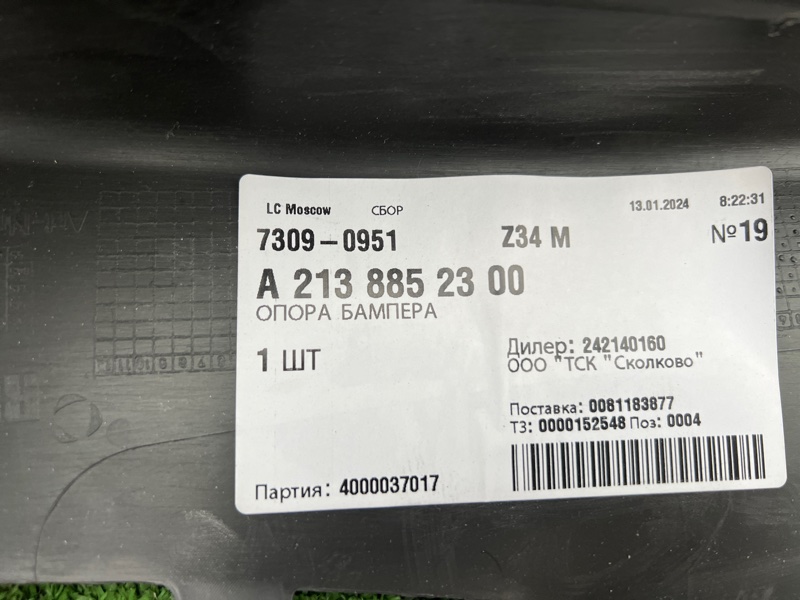 LC Moscow СБОР 13.01.2024 8:22:31
7309-0951 Z34 M №19
A 213 885 23 00
ОПОРА БАМПЕРА
1 ШТ
Дилер: 242140160
ООО "ТСК "Сколково"
Поставка: 0081183877
ТЗ: 0000152548 Поз: 0004
Партия: 4000037017